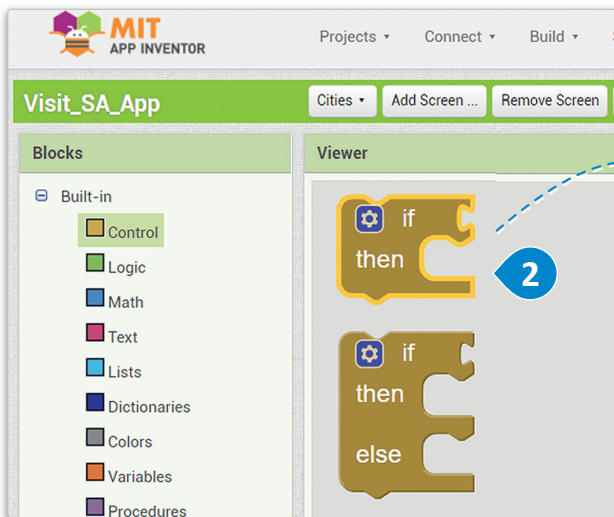 MIT
APP INVENTOR
Projects
Connect
Build
Visit_SA_App
Cities
Add Screen ...
Remove Screen
Blocks
Viewer
Built-in
Control
Logic
Math
Text
Lists
Dictionaries
Colors
Variables
Procedures
if
then
2
if
then
else